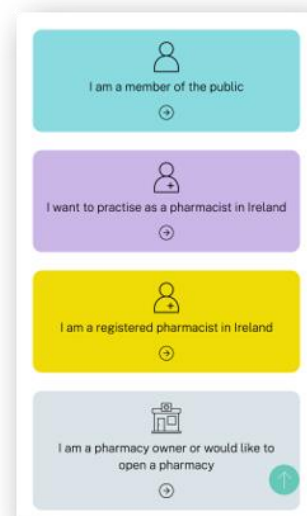 I am a member of the public
I want to practise as a pharmacist in Ireland
I am a registered pharmacist in Ireland
I am a pharmacy owner or would like to
open a pharmacy